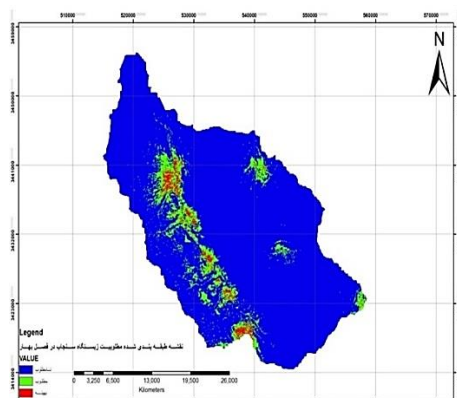 510000 520000 530000 540000 550000 560000 570000
N
Legend
نقشه طبقه بندی شده مطلوبیت زیستگاه سنجاب در فصل بهار
VALUE
نامطلوب
مطلوب
بهینه
0 3,250 6,500 13,000 19,500 26,000
Kilometers